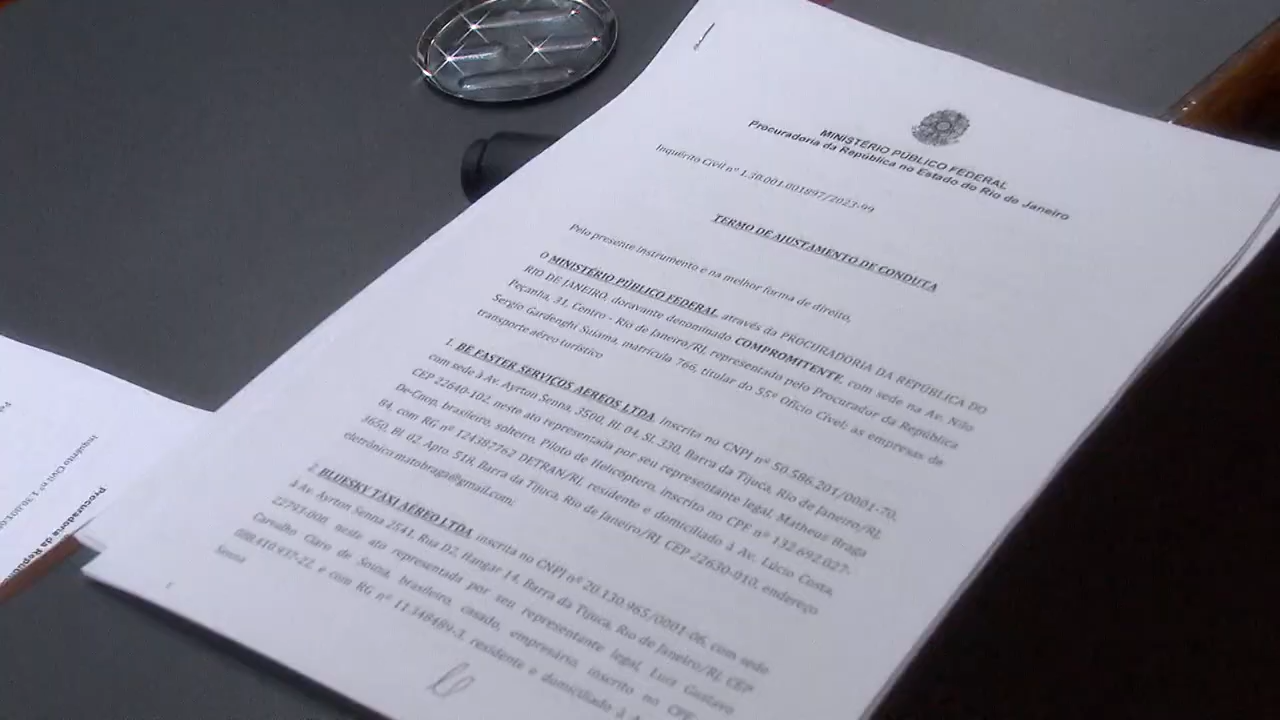 MINISTÉRIO PÚBLICO FEDERAL
Procuradoria da República no Estado do Rio de Janeiro
Inquérito Civil nº 1.30.001.001897/2023-99
TERMO DE AJUSTAMENTO DE CONDUTA
Pelo presente instrumento e na melhor forma de direito,
O MINISTÉRIO PÚBLICO FEDERAL, através da PROCURADORIA DA REPÚBLICA DO
RIO DE JANEIRO, doravante denominado COMPROMITENTE, com sede na Av. Nilo
Peçanha, 31, Centro - Rio de Janeiro/RJ, representado pelo Procurador da República
Sergio Gardenghi Suiama, matrícula 766, titular do 55º Ofício Cível; as empresas de
transporte aéreo turístico
1. BE FASTER SERVIÇOS AEREOS LTDA, inscrita no CNPJ nº 50.586.201/0001-70,
com sede à Av. Ayrton Senna, 3500, Bl. 04, SL 330, Barra da Tijuca, Rio de Janeiro/RJ,
CEP 22640-102, neste ato representada por seu representante legal, Matheus Braga
De-Cnop, brasileiro, solteiro, Piloto de Helicóptero, inscrito no CPF nº 132.692.027-
84, com RG nº 124387762 DETRAN/RJ, residente e domiciliado à Av. Lúcio Costa,
3650, Bl 02 Apto. 518, Barra da Tijuca, Rio de Janeiro/RJ, CEP 22630-010, endereço
eletrônico matobraga@gmail.com;
2. BLUESKY TAXI AÉREO LTDA, inscrita no CNPJ nº 20.130.965/0001-06, com sede
à Av. Ayrton Senna 2541, Rua D2, Hangar 14, Barra da Tijuca, Rio de Janeiro/RJ, CEP
22793.000, neste ato representada por seu representante legal, Luiz Gustavo
Carvalho Claro de Souza, brasileiro, casado, empresário, inscrito no CPF
e com RG nº 11.348489-3, residente e domiciliado à
Senna
Inquérito Civil nº
Procuradoria da